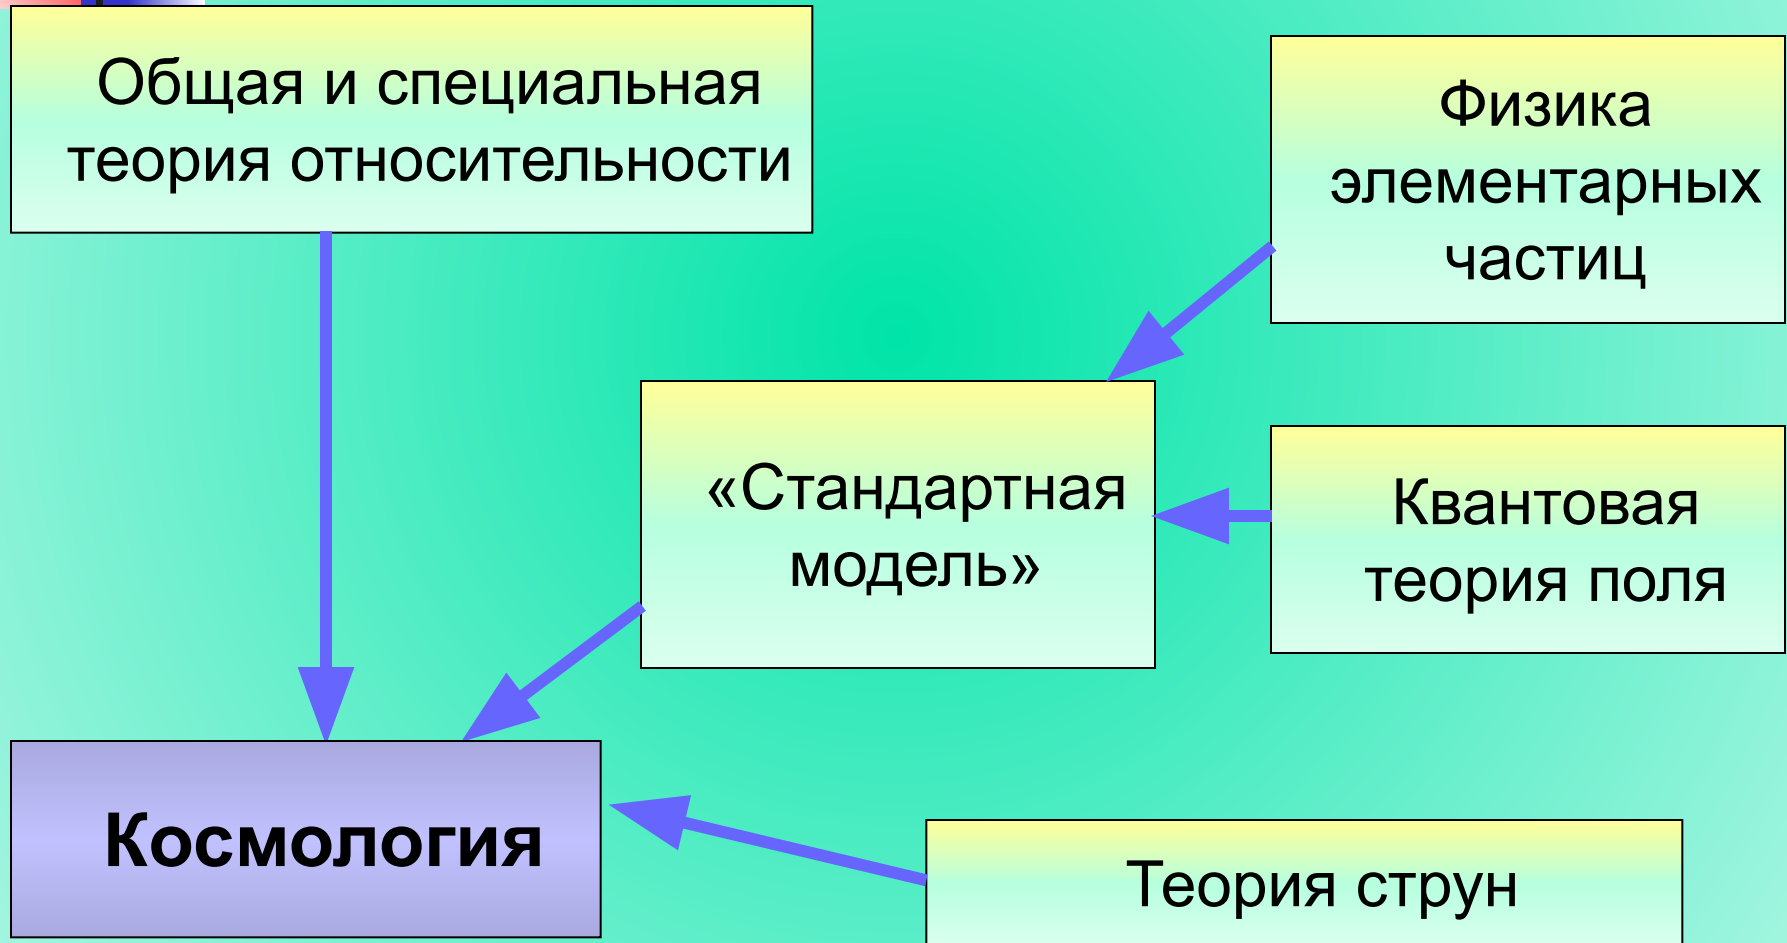 Общая и специальная
теория относительности
Физика
элементарных
частиц
«Стандартная
модель»
Квантовая
теория поля
Космология
Теория струн